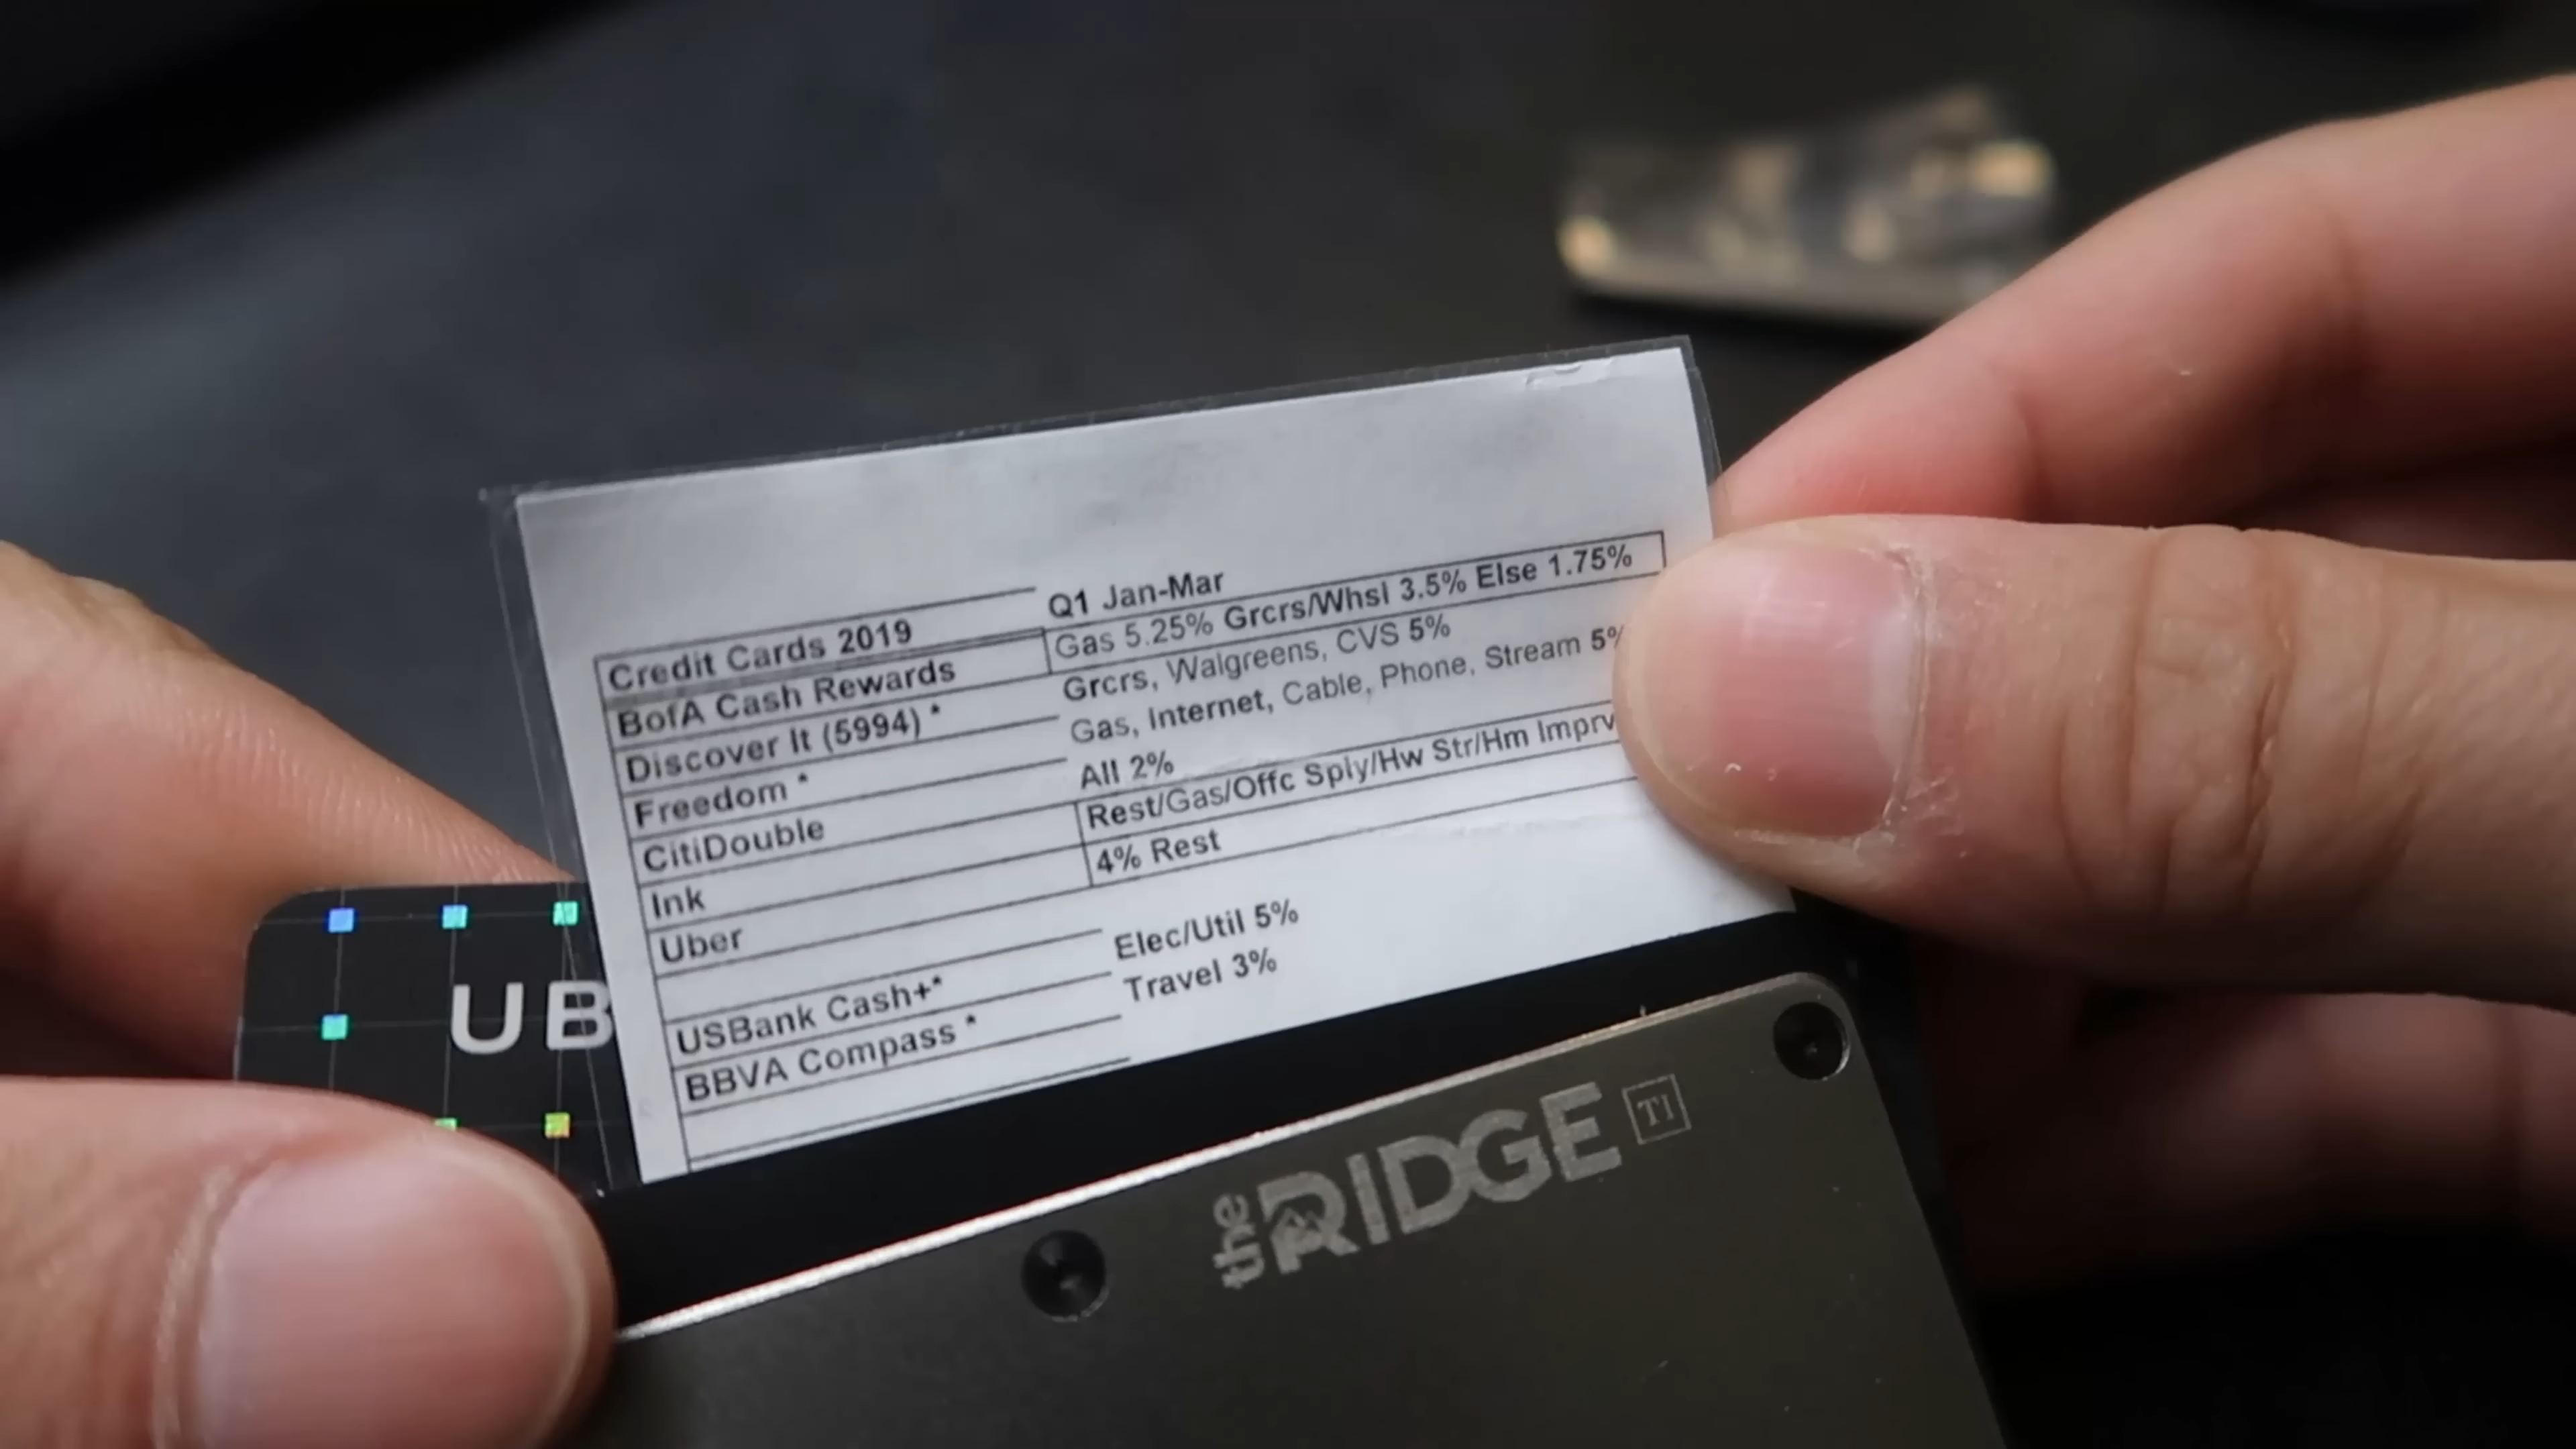 Credit Cards 2019 Q1 Jan-Mar
BofA Cash Rewards Gas 5.25% Grcrs/Whsl 3.5% Else 1.75%
Discover It (5994) * Grcrs, Walgreens, CVS 5%
Freedom * Gas, Internet, Cable, Phone, Stream 5%
CitiDouble All 2%
Ink Rest/Gas/Offc Sply/Hw Str/Hm Imprv
Uber 4% Rest
USBank Cash+* Elec/Util 5%
BBVA Compass * Travel 3%
UB
the RIDGE TI